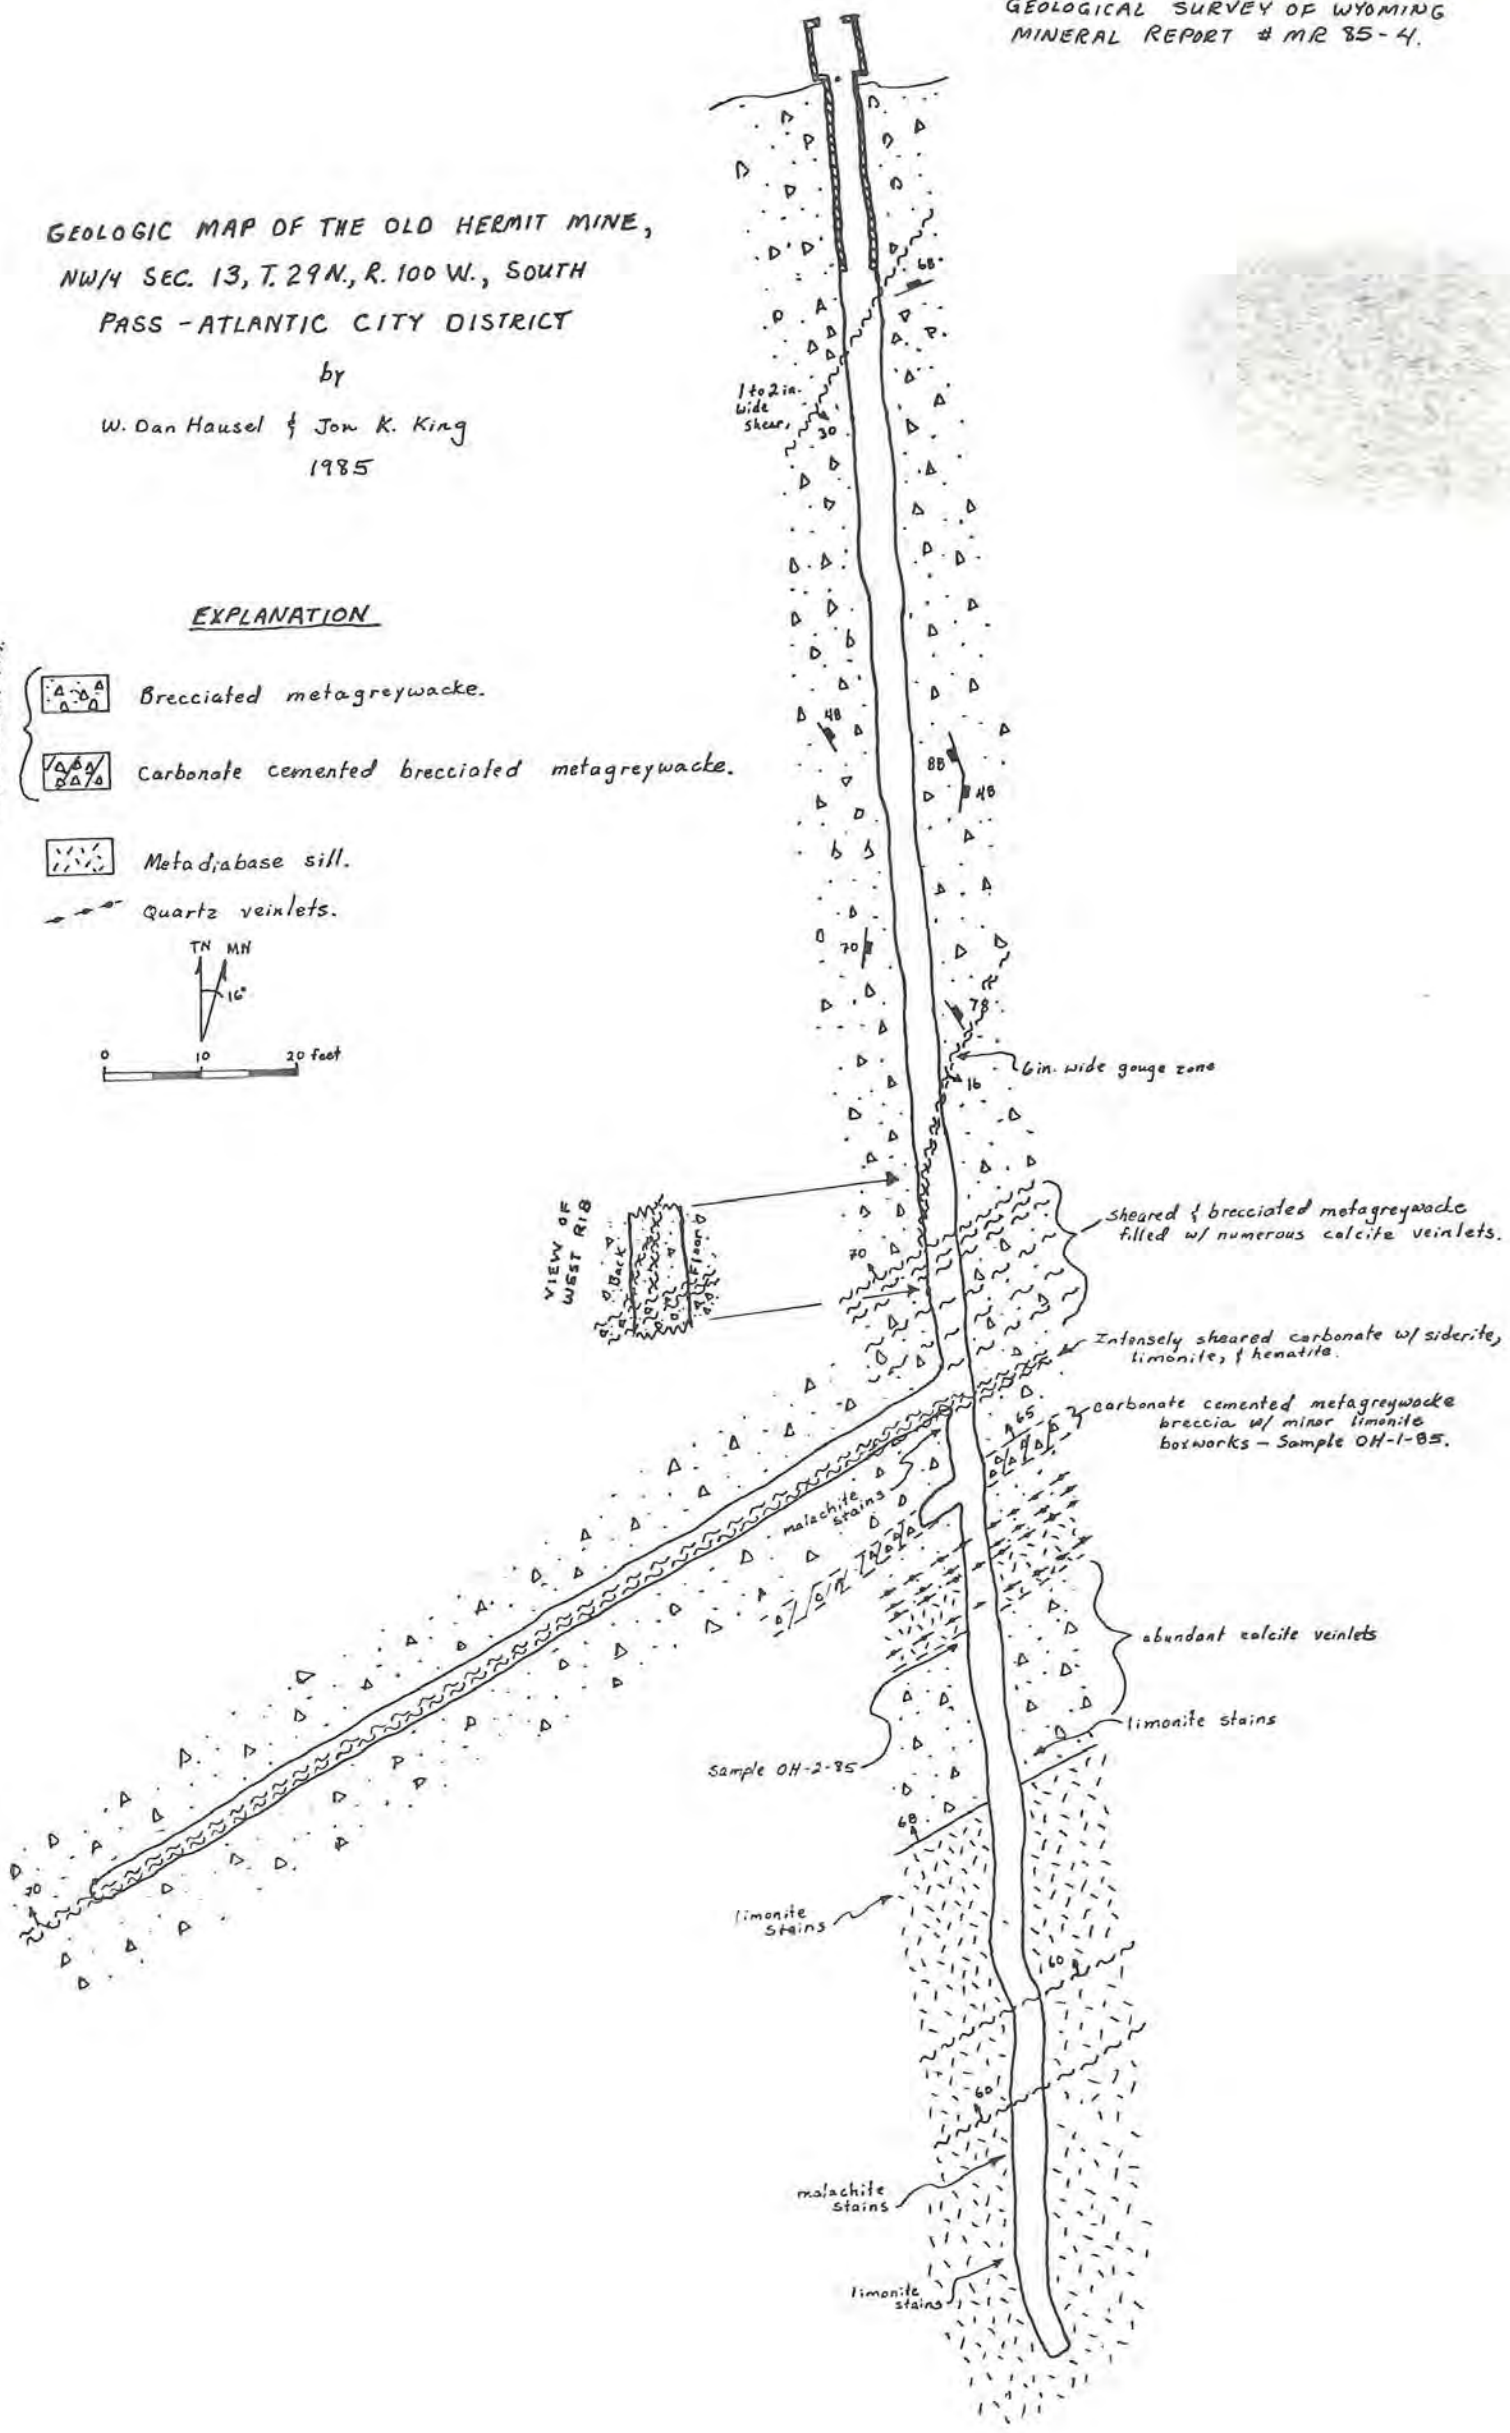 GEOLOGICAL SURVEY OF WYOMING
MINERAL REPORT # MR 85-4.
GEOLOGIC MAP OF THE OLD HERMIT MINE,
NW/4 SEC. 13, T. 29 N., R. 100 W., SOUTH
PASS - ATLANTIC CITY DISTRICT
by
W. Dan Hausel & Jon K. King
1985
EXPLANATION
Brecciated metagreywacke.
Carbonate cemented brecciated metagreywacke.
Metadiabase sill.
Quartz veinlets.
TN MN
16°
0 10 20 feet
68°
1 to 2 in.
wide
shear,
30
48
88
48
70
78
6 in. wide gouge zone
16
VIEW OF
WEST RIB
Back
Floor
Sheared & brecciated metagreywacke
filled w/ numerous calcite veinlets.
70
Intensely sheared carbonate w/ siderite,
limonite, & hematite.
65
carbonate cemented metagreywacke
breccia w/ minor limonite
boxworks - Sample OH-1-85.
malachite
stains
abundant calcite veinlets
limonite stains
Sample OH-2-85
68
70
limonite
stains
60
60
malachite
stains
limonite
stains